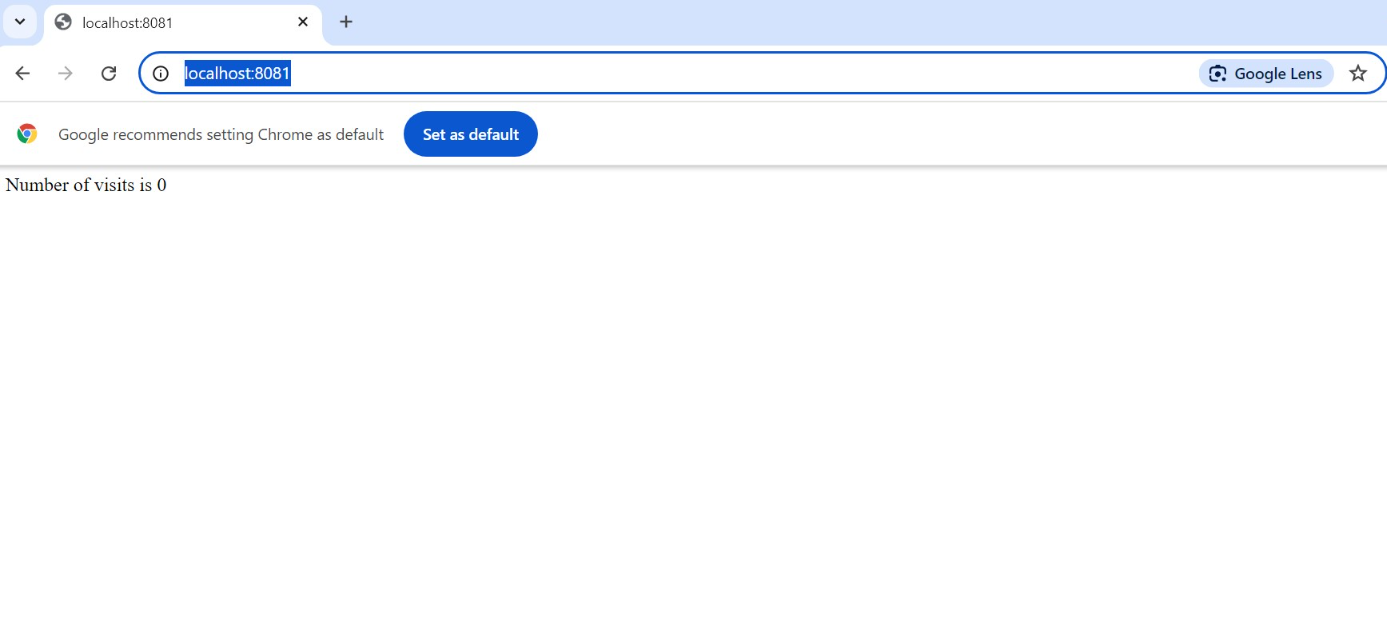 localhost:8081
localhost:8081
Google Lens
Google recommends setting Chrome as default
Set as default
Number of visits is 0